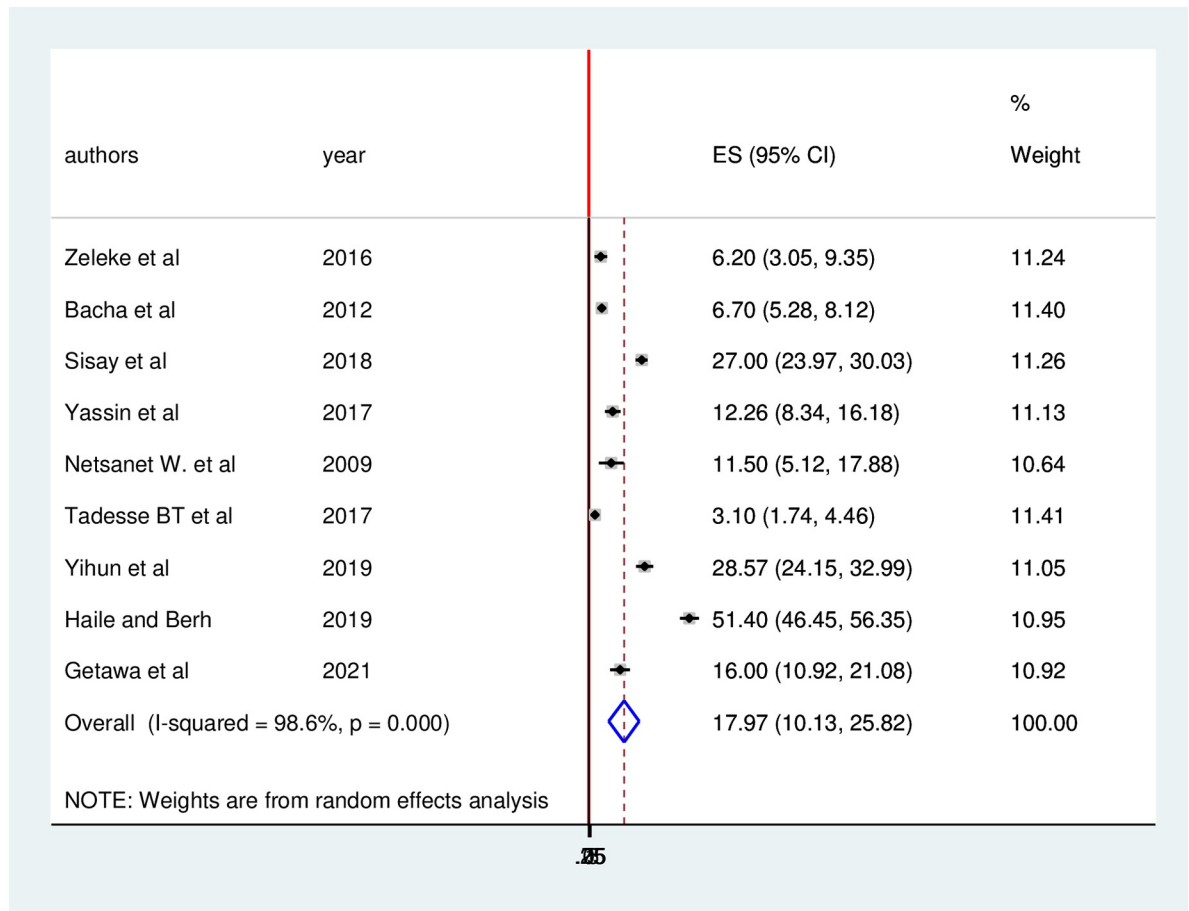 %
authors year ES (95% CI) Weight
Zeleke et al 2016 6.20 (3.05, 9.35) 11.24
Bacha et al 2012 6.70 (5.28, 8.12) 11.40
Sisay et al 2018 27.00 (23.97, 30.03) 11.26
Yassin et al 2017 12.26 (8.34, 16.18) 11.13
Netsanet W. et al 2009 11.50 (5.12, 17.88) 10.64
Tadesse BT et al 2017 3.10 (1.74, 4.46) 11.41
Yihun et al 2019 28.57 (24.15, 32.99) 11.05
Haile and Berh 2019 51.40 (46.45, 56.35) 10.95
Getawa et al 2021 16.00 (10.92, 21.08) 10.92
Overall (I-squared = 98.6%, p = 0.000) 17.97 (10.13, 25.82) 100.00
NOTE: Weights are from random effects analysis